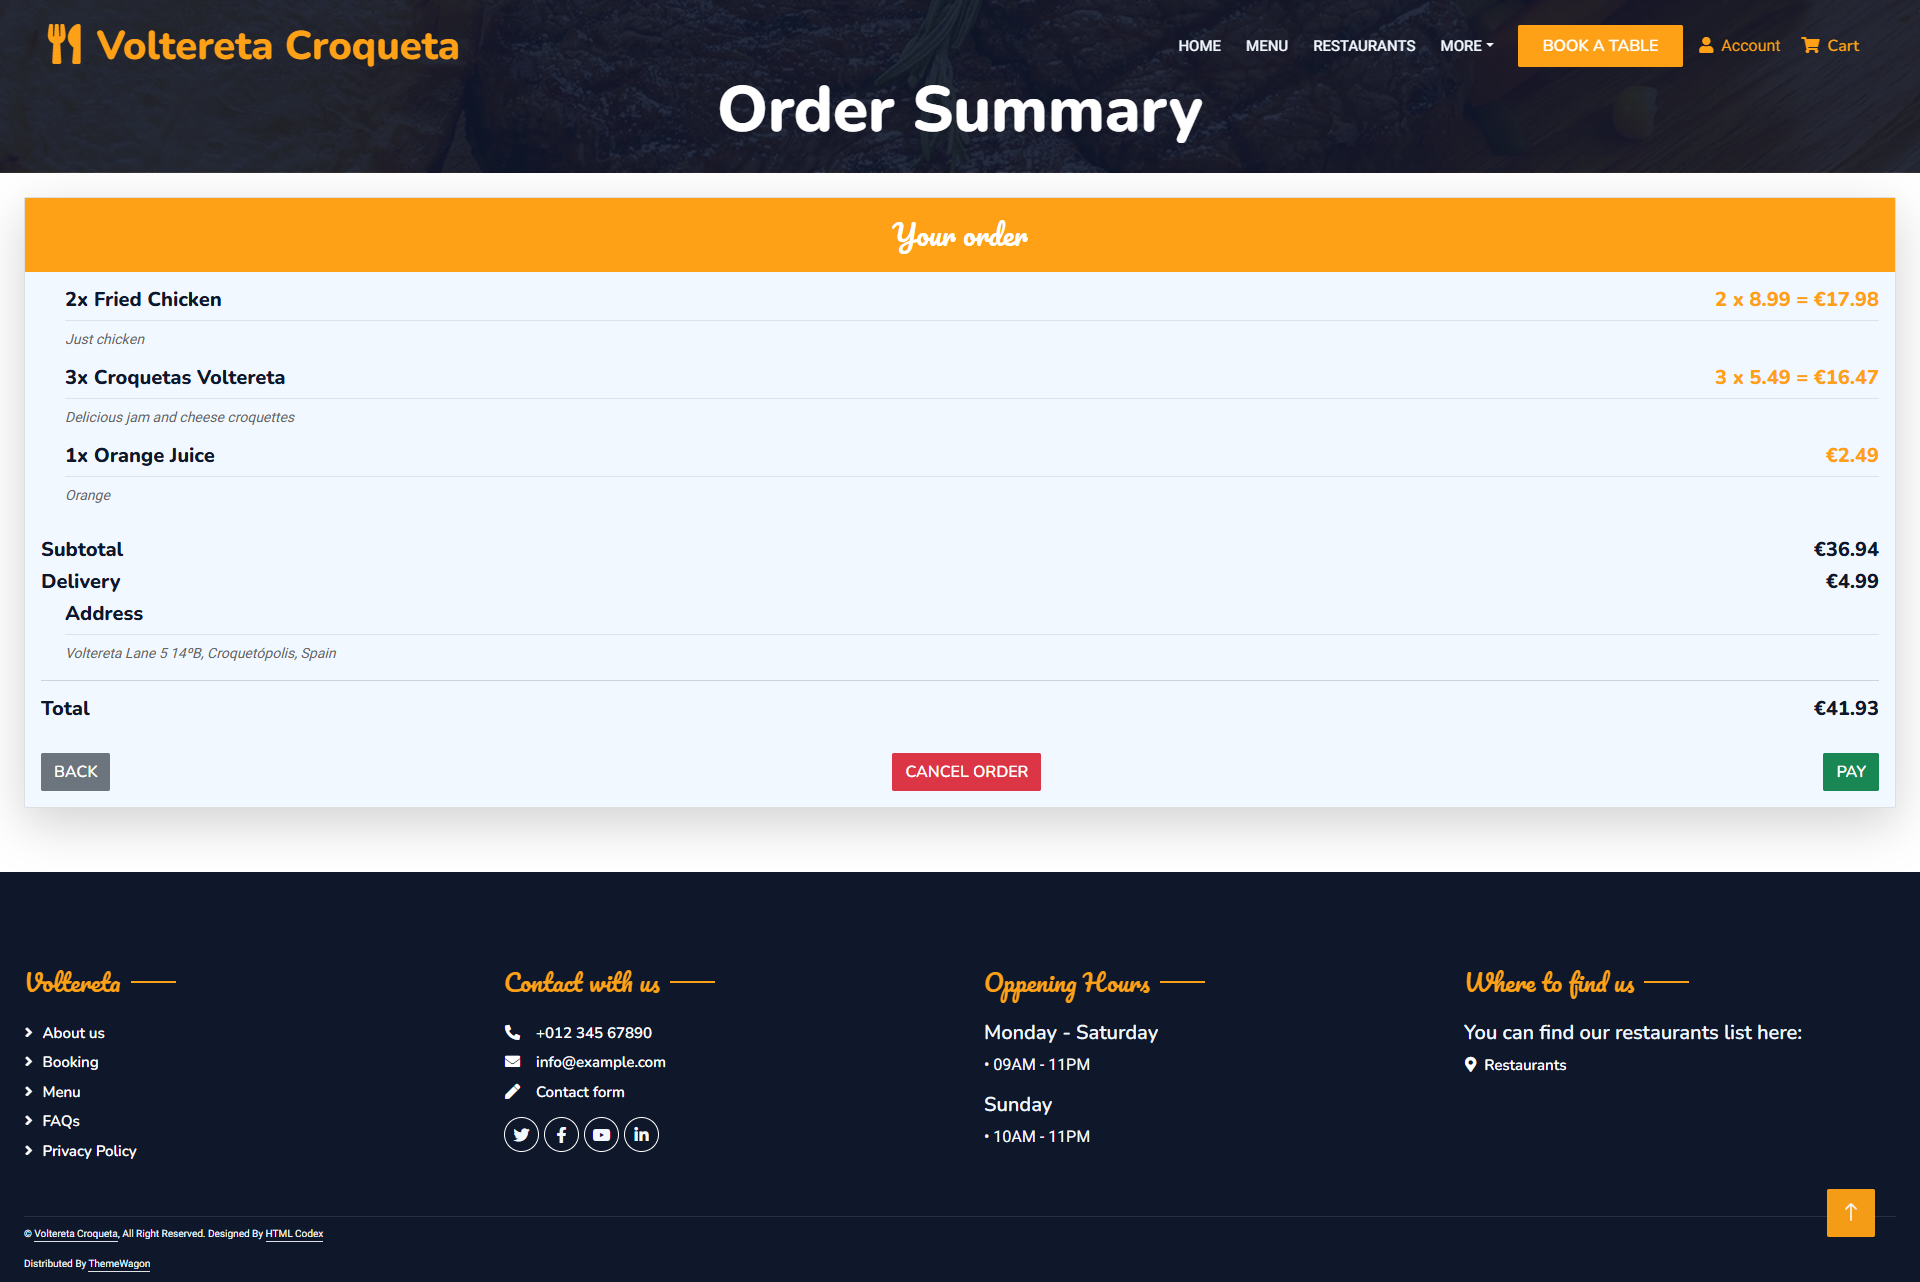 Voltereta Croqueta
HOME MENU RESTAURANTS MORE BOOK A TABLE Account Cart
Order Summary
Your order
2x Fried Chicken 2 x 8.99 = €17.98
Just chicken
3x Croquetas Voltereta 3 x 5.49 = €16.47
Delicious jam and cheese croquettes
1x Orange Juice €2.49
Orange
Subtotal €36.94
Delivery €4.99
Address
Voltereta Lane 5 14ºB, Croquetópolis, Spain
Total €41.93
BACK CANCEL ORDER PAY
Voltereta
About us
Booking
Menu
FAQs
Privacy Policy
Contact with us
+012 345 67890
info@example.com
Contact form
Oppening Hours
Monday - Saturday
• 09AM - 11PM
Sunday
• 10AM - 11PM
Where to find us
You can find our restaurants list here:
Restaurants
© Voltereta Croqueta, All Right Reserved. Designed By HTML Codex
Distributed By ThemeWagon